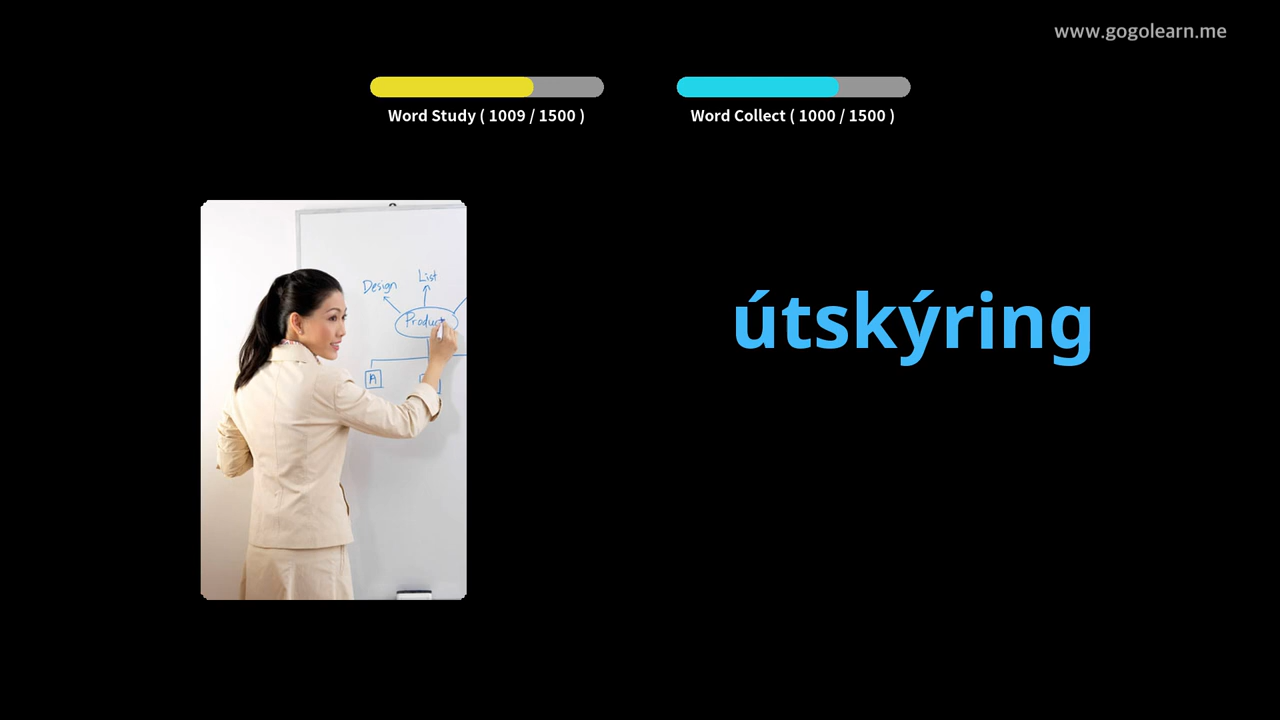 www.gogolearn.me
Word Study ( 1009 / 1500 )
Word Collect ( 1000 / 1500 )
útskýring
List
Design
Product
A